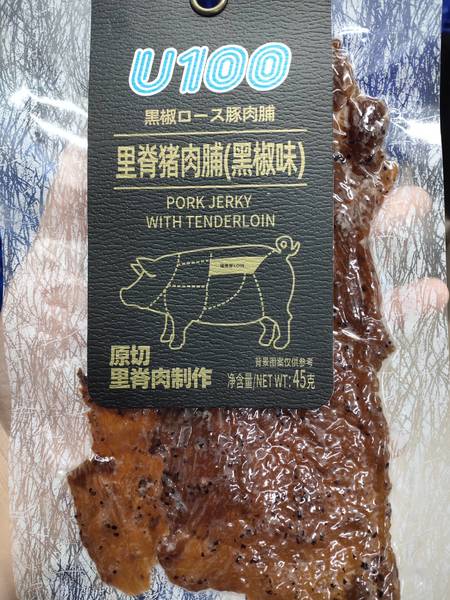 U100
黒椒ロース豚肉脯
里脊猪肉脯(黑椒味)
PORK JERKY
WITH TENDERLOIN
原切
里脊肉制作
背景图案仅供参考
净含量/NET WT: 45克